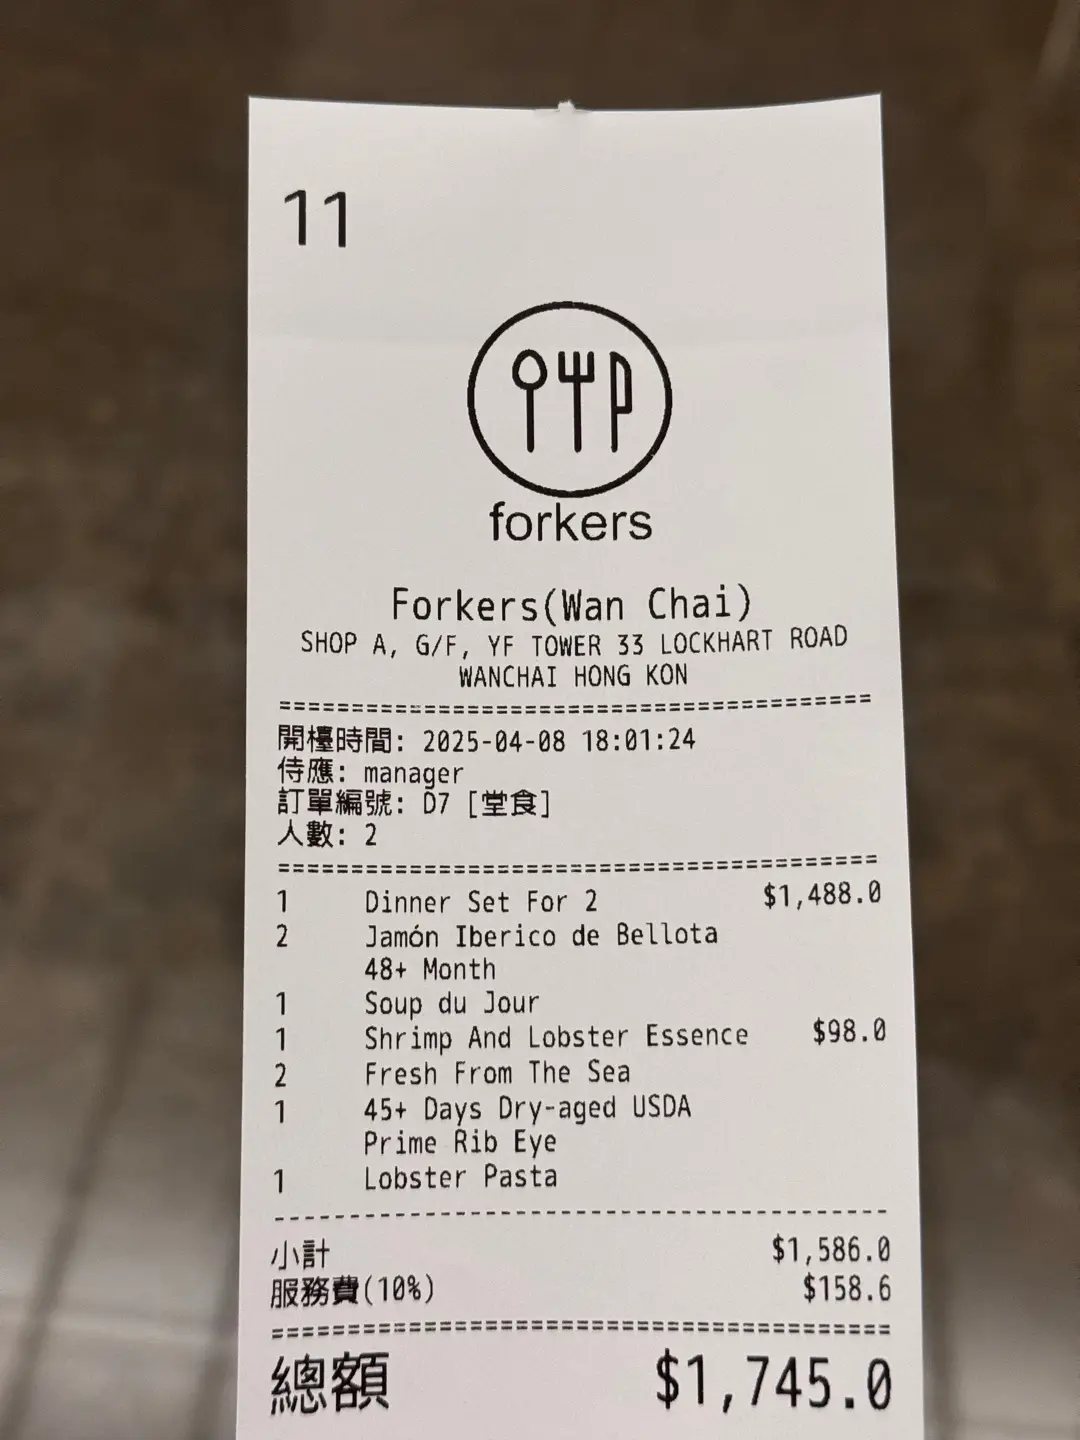 11
forkers
Forkers(Wan Chai)
SHOP A, G/F, YF TOWER 33 LOCKHART ROAD
WANCHAI HONG KON
=========================================
開檯時間: 2025-04-08 18:01:24
侍應: manager
訂單編號: D7 [堂食]
人數: 2
=========================================
1 Dinner Set For 2 $1,488.0
2 Jamón Iberico de Bellota
48+ Month
1 Soup du Jour
1 Shrimp And Lobster Essence $98.0
2 Fresh From The Sea
1 45+ Days Dry-aged USDA
Prime Rib Eye
1 Lobster Pasta
-----------------------------------------
小計 $1,586.0
服務費(10%) $158.6
=========================================
總額 $1,745.0